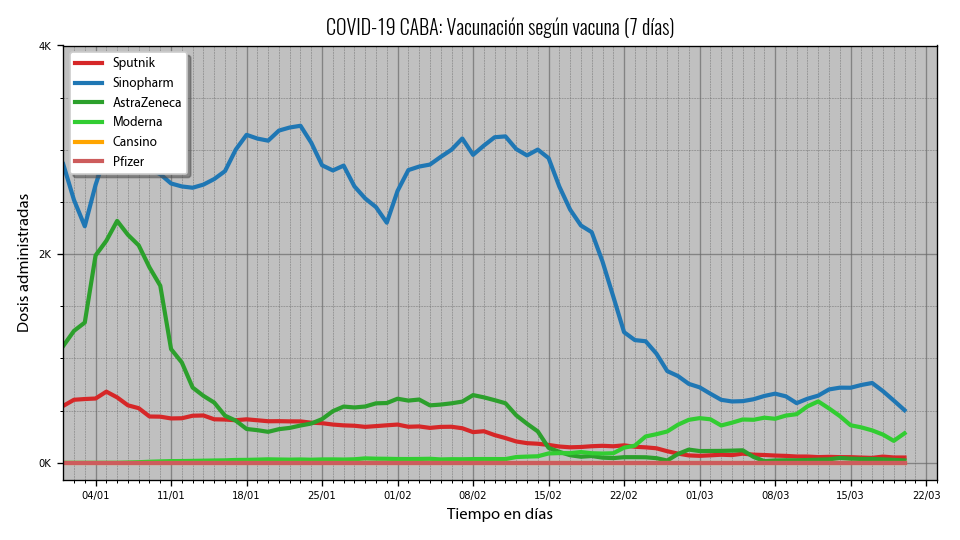 COVID-19 CABA: Vacunación según vacuna (7 días)
4K
2K
0K
Dosis administradas
Sputnik
Sinopharm
AstraZeneca
Moderna
Cansino
Pfizer
04/01 11/01 18/01 25/01 01/02 08/02 15/02 22/02 01/03 08/03 15/03 22/03
Tiempo en días